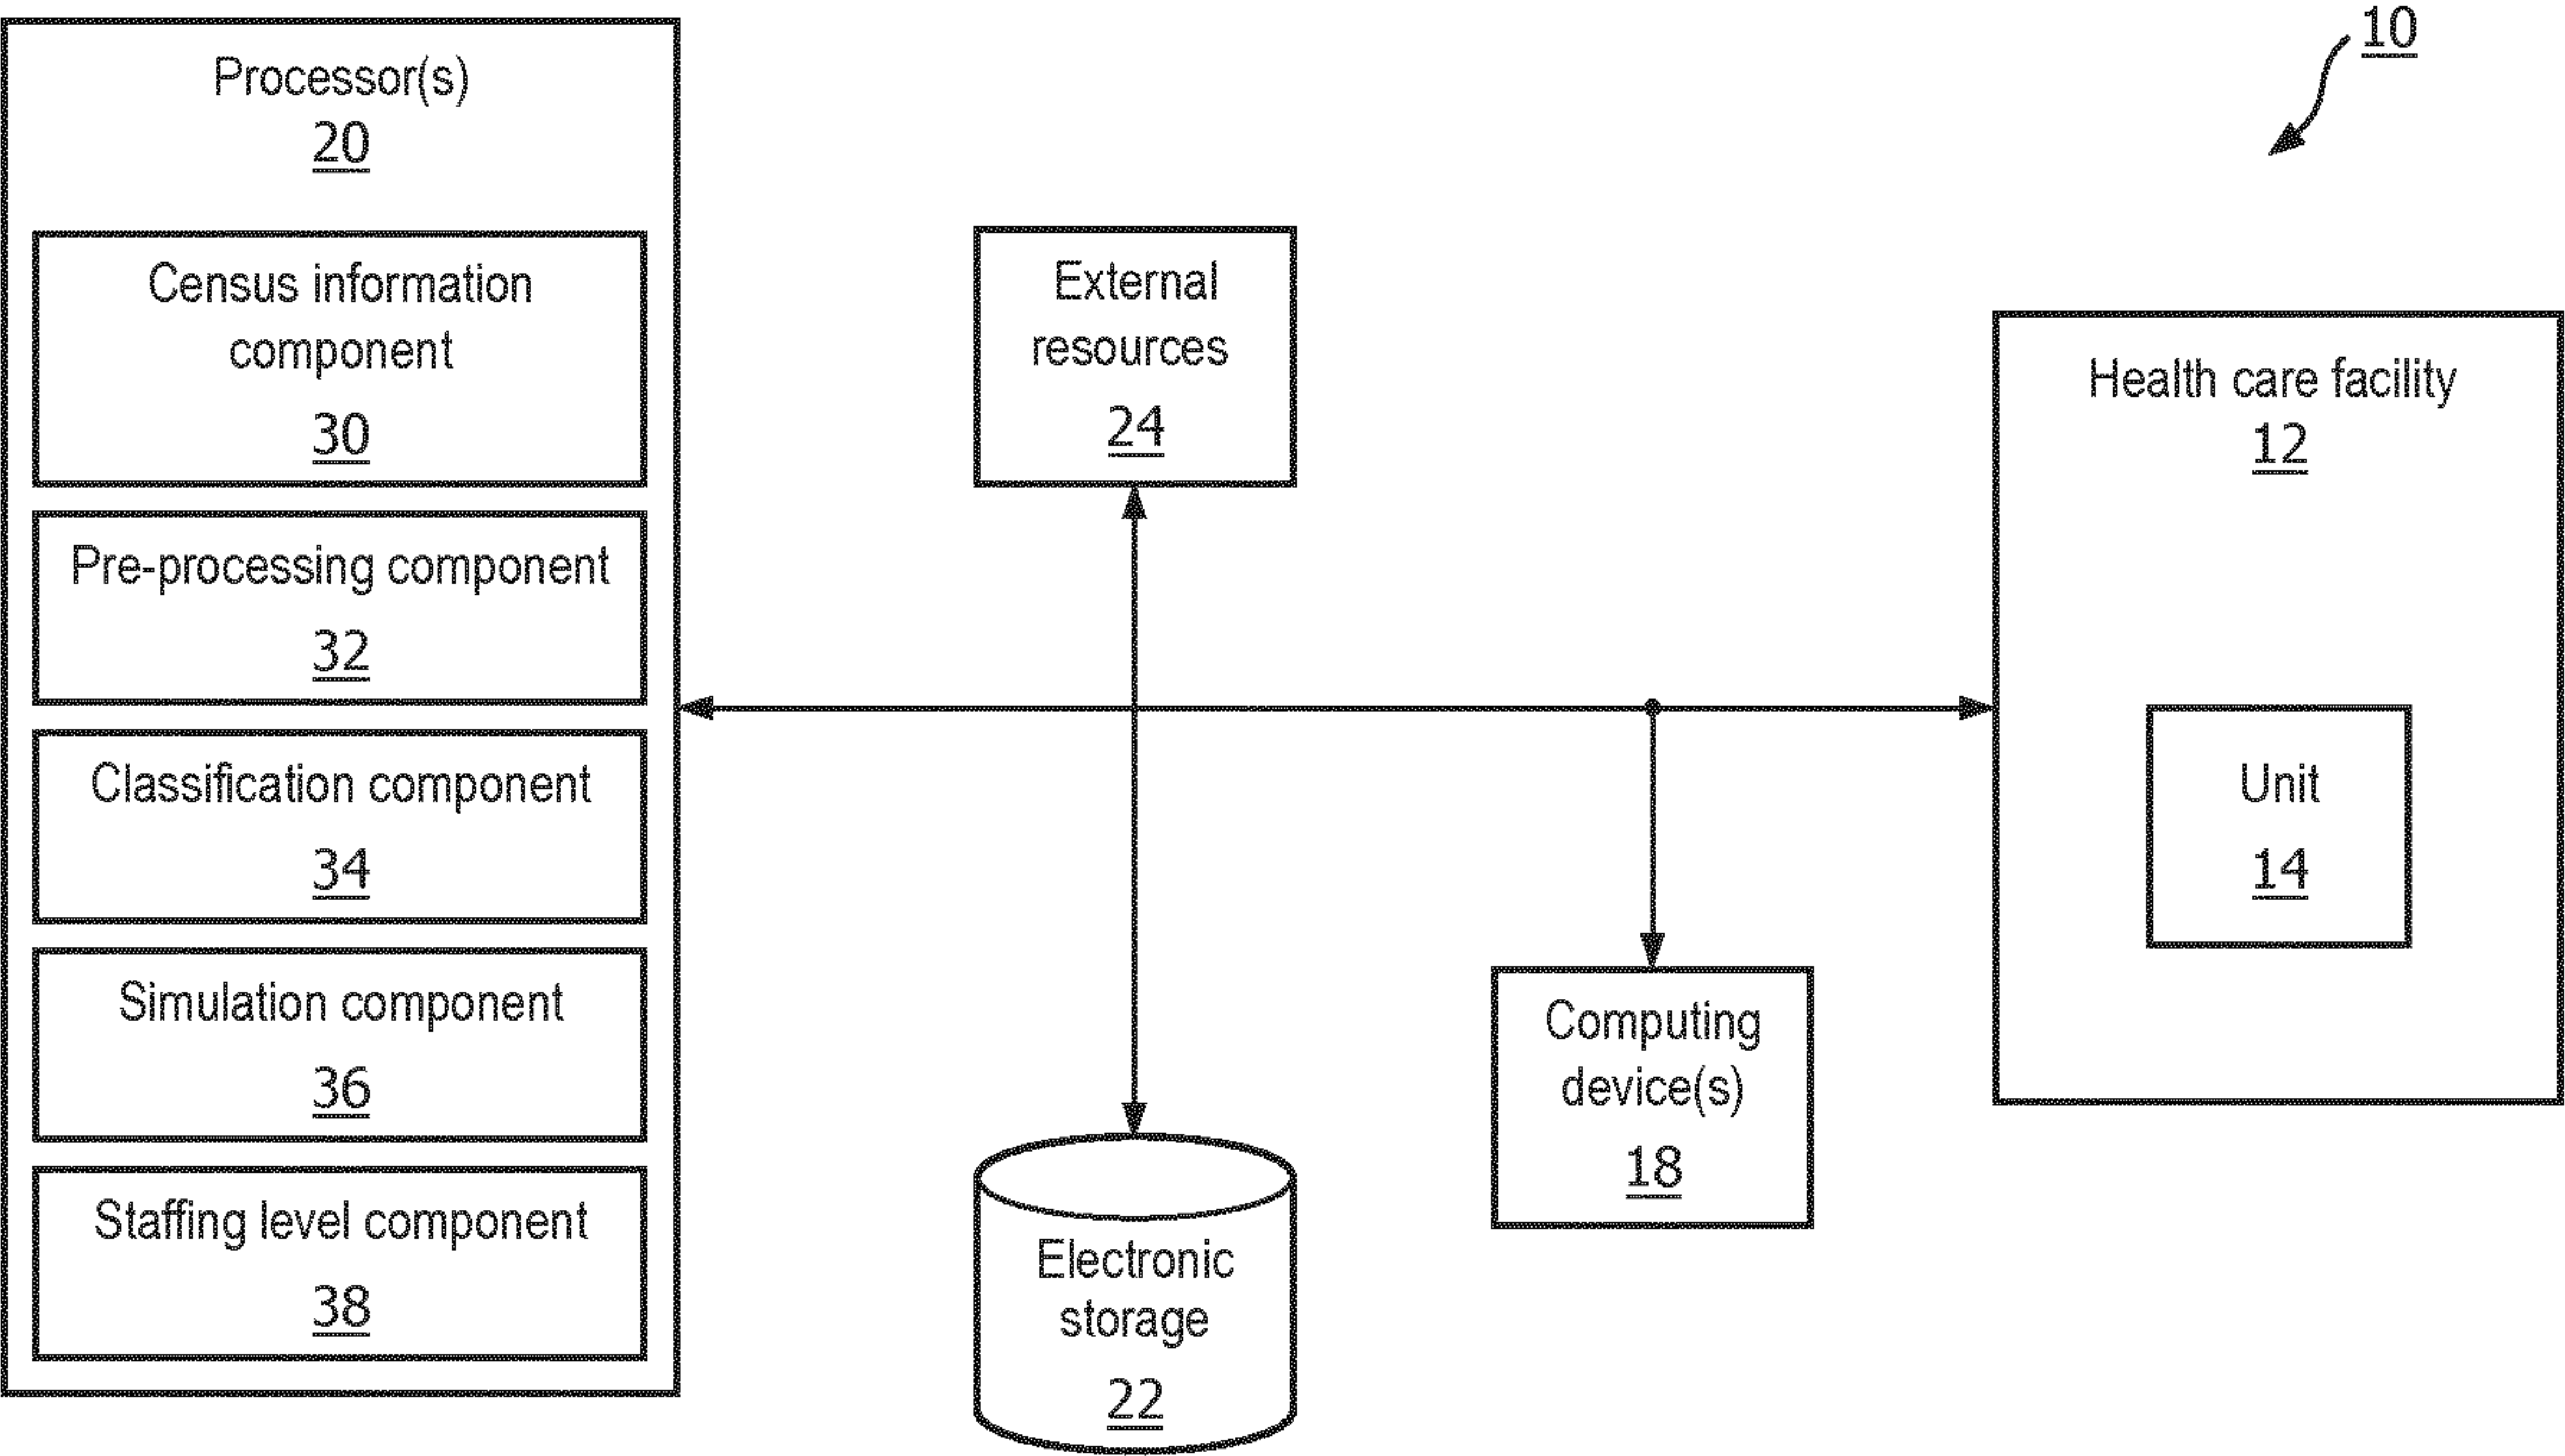 10
Processor(s)
20
Census information
component
30
Pre-processing component
32
Classification component
34
Simulation component
36
Staffing level component
38
External
resources
24
Electronic
storage
22
Computing
device(s)
18
Health care facility
12
Unit
14